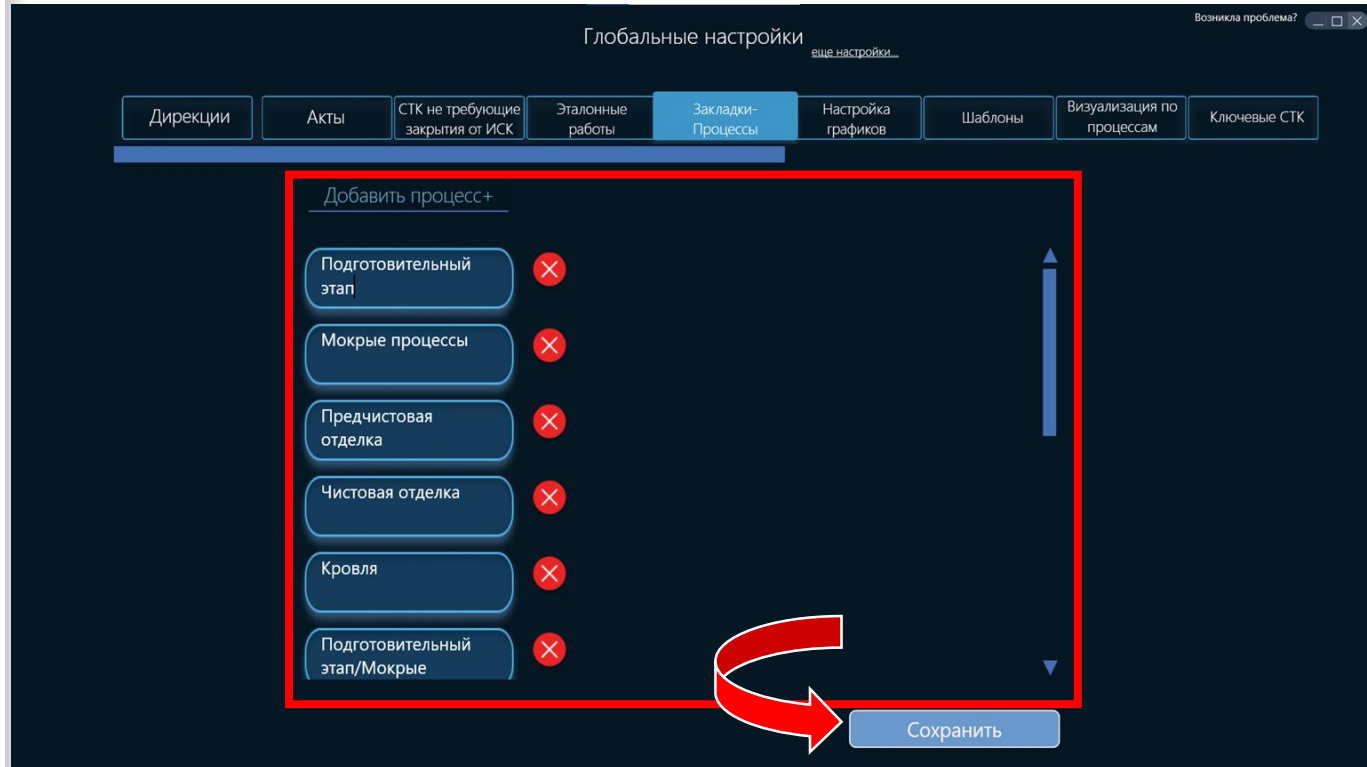 Возникла проблема?
Глобальные настройки
еще настройки...
Дирекции
Акты
СТК не требующие
закрытия от ИСК
Эталонные
работы
Закладки-
Процессы
Настройка
графиков
Шаблоны
Визуализация по
процессам
Ключевые СТК
Добавить процесс+
Подготовительный
этап
Мокрые процессы
Предчистовая
отделка
Чистовая отделка
Кровля
Подготовительный
этап/Мокрые
Сохранить